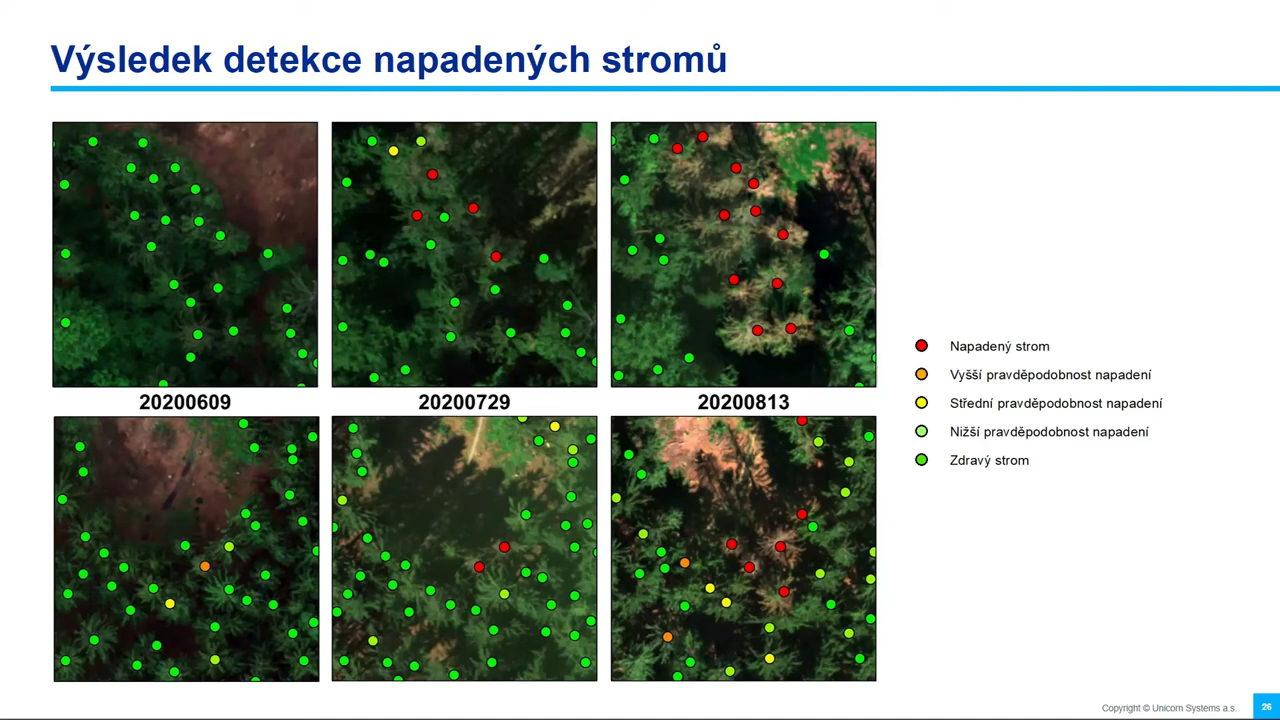 Výsledek detekce napadených stromů
20200609
20200729
20200813
Napadený strom
Vyšší pravděpodobnost napadení
Střední pravděpodobnost napadení
Nižší pravděpodobnost napadení
Zdravý strom
Copyright © Unicorn Systems a.s.
26